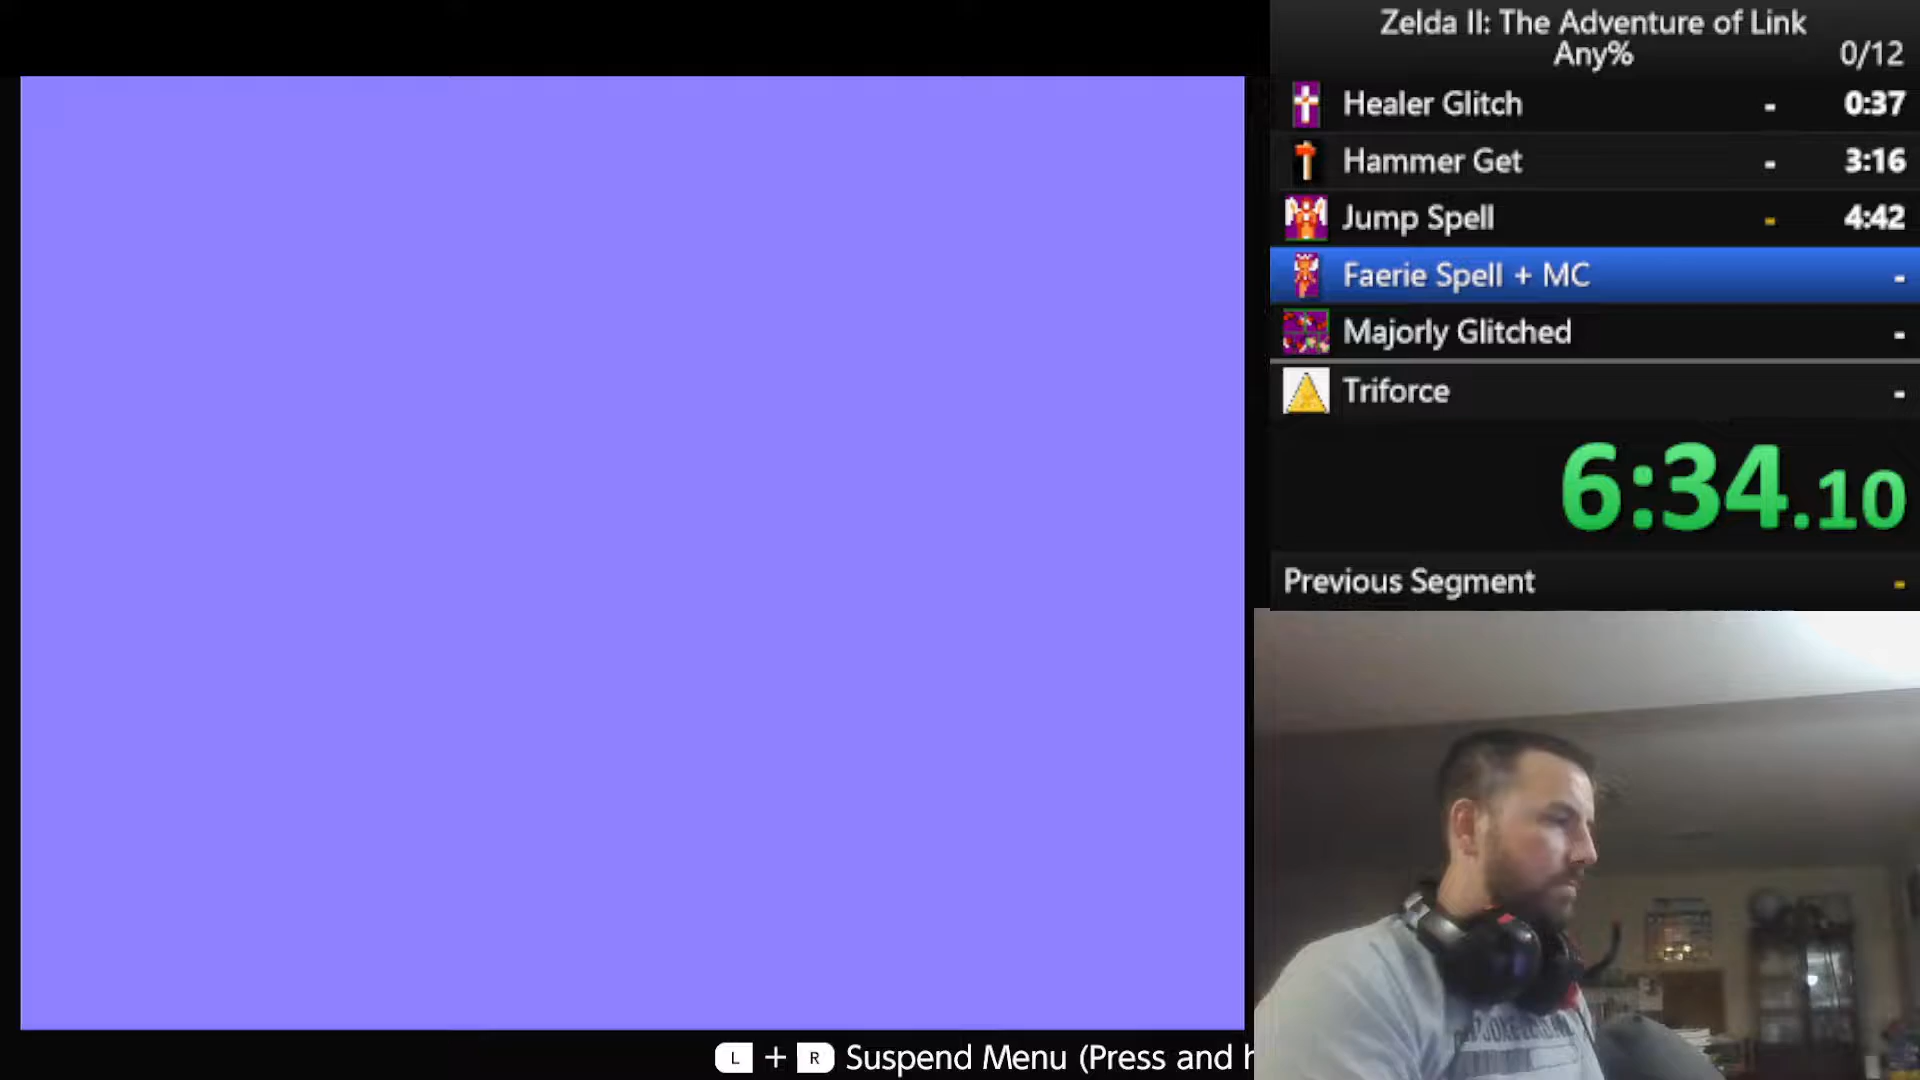 Zelda II: The Adventure of Link
Any% 0/12
Healer Glitch - 0:37
Hammer Get - 3:16
Jump Spell - 4:42
Faerie Spell + MC -
Majorly Glitched -
Triforce -
6:34.10
Previous Segment -
L + R Suspend Menu (Press and h